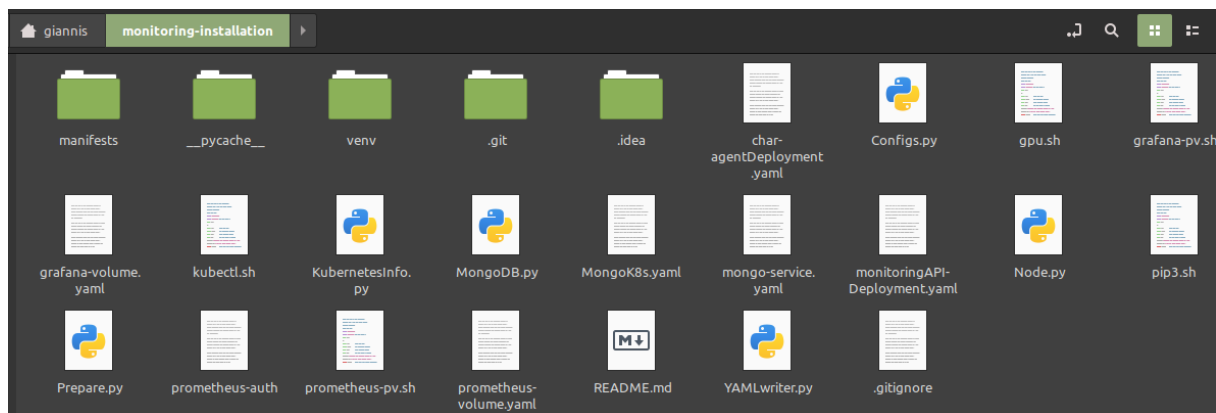 giannis monitoring-installation
manifests __pycache__ venv .git .idea char- Configs.py gpu.sh grafana-pv.sh
agentDeployment
.yaml
grafana-volume. kubectl.sh KubernetesInfo. MongoDB.py MongoK8s.yaml mongo-service. monitoringAPI- Node.py pip3.sh
yaml py yaml Deployment.yaml
M
Prepare.py prometheus-auth prometheus-pv.sh prometheus- README.md YAMLwriter.py .gitignore
volume.yaml